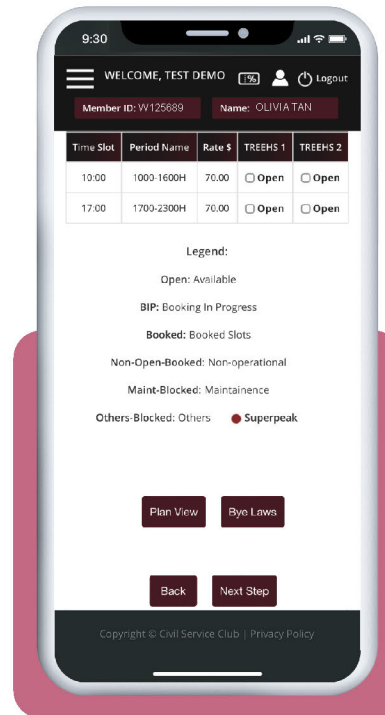 9:30
WELCOME, TEST DEMO % Logout
Member ID: W125689 Name: OLIVIA TAN
Time Slot Period Name Rate $ TREEHS 1 TREEHS 2
10:00 1000-1600H 70.00 Open Open
17:00 1700-2300H 70.00 Open Open
Legend:
Open: Available
BIP: Booking In Progress
Booked: Booked Slots
Non-Open-Booked: Non-operational
Maint-Blocked: Maintainence
Others-Blocked: Others Superpeak
Plan View Bye Laws
Back Next Step
Copyright © Civil Service Club | Privacy Policy